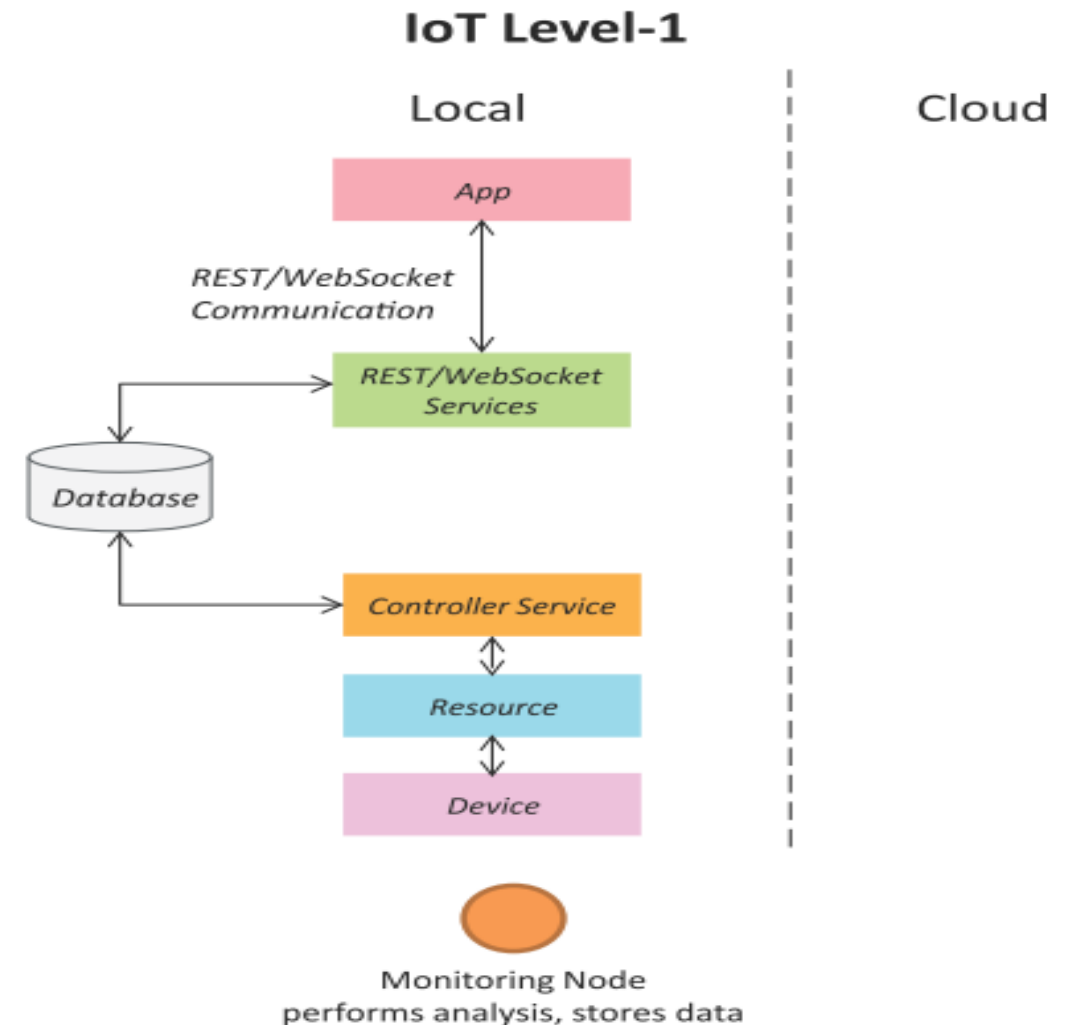 IoT Level-1
Local
Cloud
App
REST/WebSocket
Communication
REST/WebSocket
Services
Database
Controller Service
Resource
Device
Monitoring Node
performs analysis, stores data